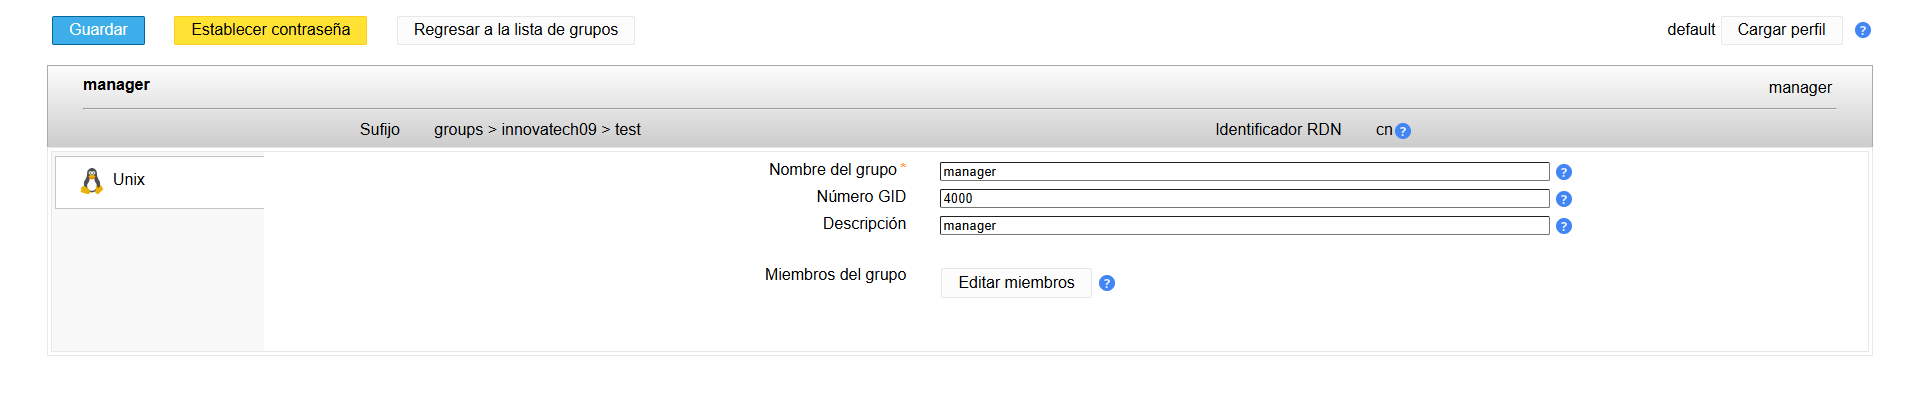 Guardar Establecer contraseña Regresar a la lista de grupos default Cargar perfil ?
manager manager
Sufijo groups > innovatech09 > test Identificador RDN cn ?
Unix
Nombre del grupo * manager ?
Número GID 4000 ?
Descripción manager ?
Miembros del grupo Editar miembros ?